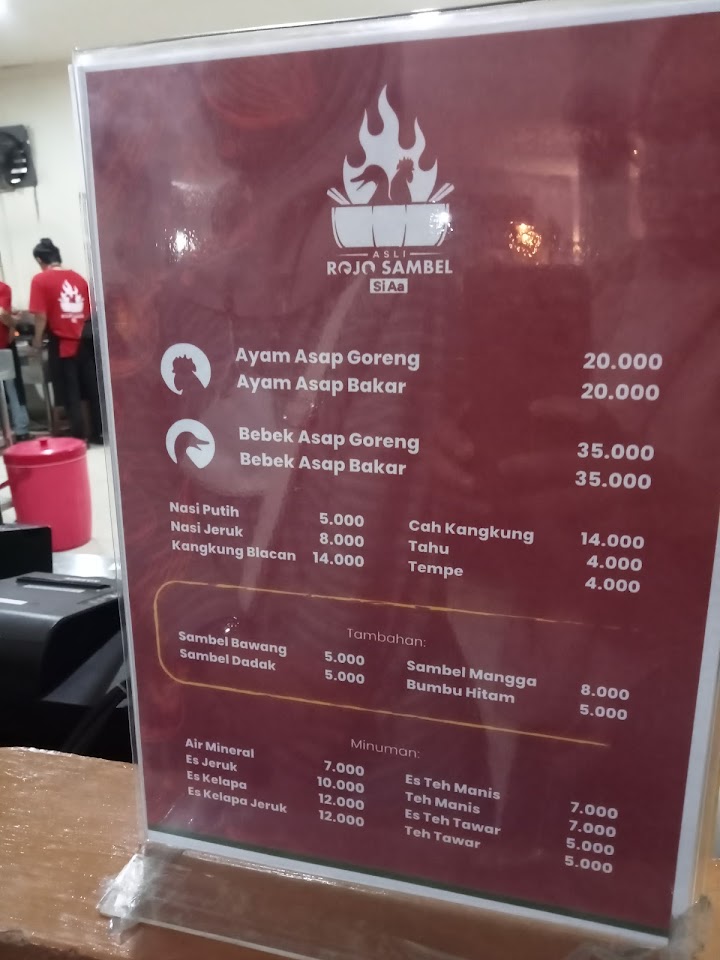 ASLI
ROJO SAMBEL
Si Aa
Ayam Asap Goreng 20.000
Ayam Asap Bakar 20.000
Bebek Asap Goreng 35.000
Bebek Asap Bakar 35.000
Nasi Putih 5.000
Nasi Jeruk 8.000
Kangkung Blacan 14.000
Cah Kangkung 14.000
Tahu 4.000
Tempe 4.000
Tambahan:
Sambel Bawang 5.000
Sambel Dadak 5.000
Sambel Mangga 8.000
Bumbu Hitam 5.000
Minuman:
Air Mineral 7.000
Es Jeruk 10.000
Es Kelapa 12.000
Es Kelapa Jeruk 12.000
Es Teh Manis 7.000
Teh Manis 7.000
Es Teh Tawar 5.000
Teh Tawar 5.000